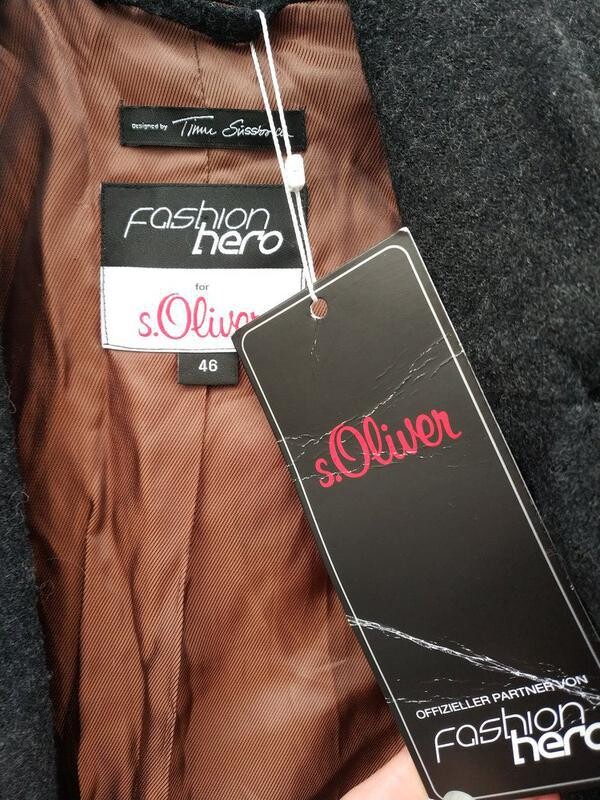 Designed by Timm Süssbrich
Fashion
hero
for
s.Oliver
46
s.Oliver
OFFIZIELLER PARTNER VON
Fashion
hero